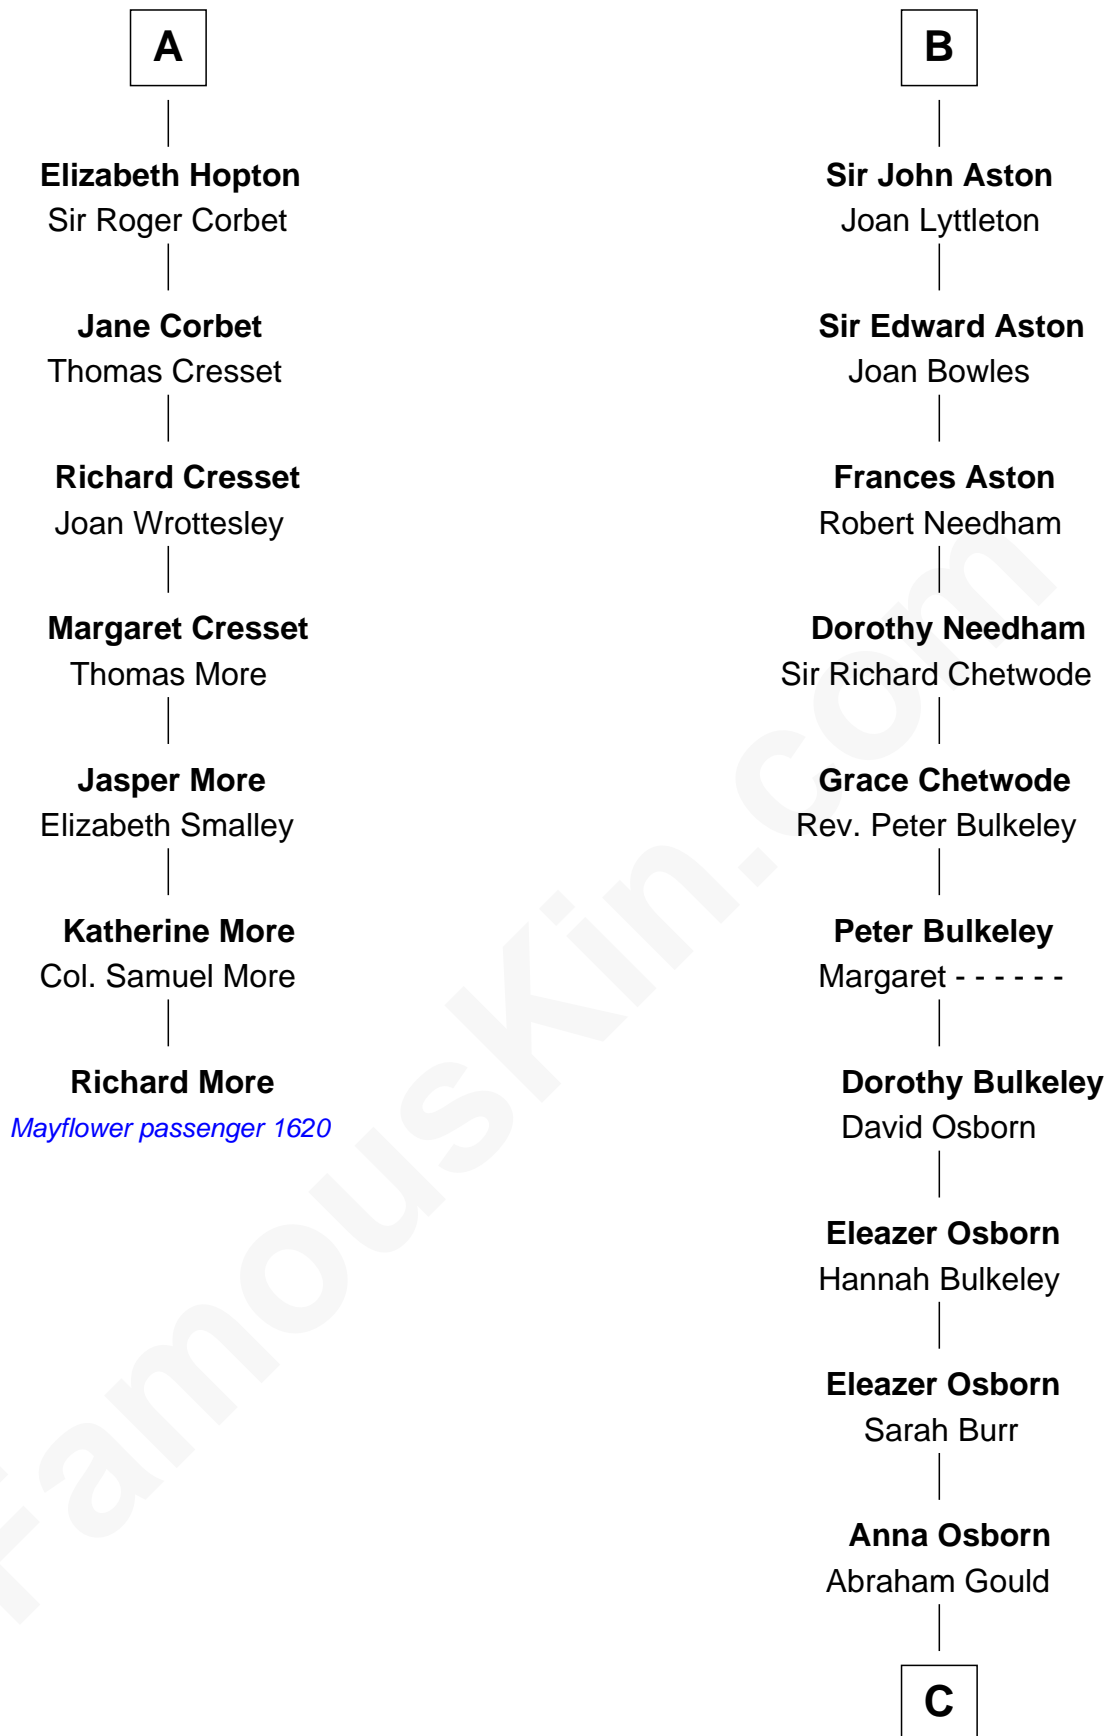 A
Elizabeth Hopton
Sir Roger Corbet
Jane Corbet
Thomas Cresset
Richard Cresset
Joan Wrottesley
Margaret Cresset
Thomas More
Jasper More
Elizabeth Smalley
Katherine More
Col. Samuel More
Richard More
Mayflower passenger 1620
B
Sir John Aston
Joan Lyttleton
Sir Edward Aston
Joan Bowles
Frances Aston
Robert Needham
Dorothy Needham
Sir Richard Chetwode
Grace Chetwode
Rev. Peter Bulkeley
Peter Bulkeley
Margaret - - - - - -
Dorothy Bulkeley
David Osborn
Eleazer Osborn
Hannah Bulkeley
Eleazer Osborn
Sarah Burr
Anna Osborn
Abraham Gould
C
FamousKin.com